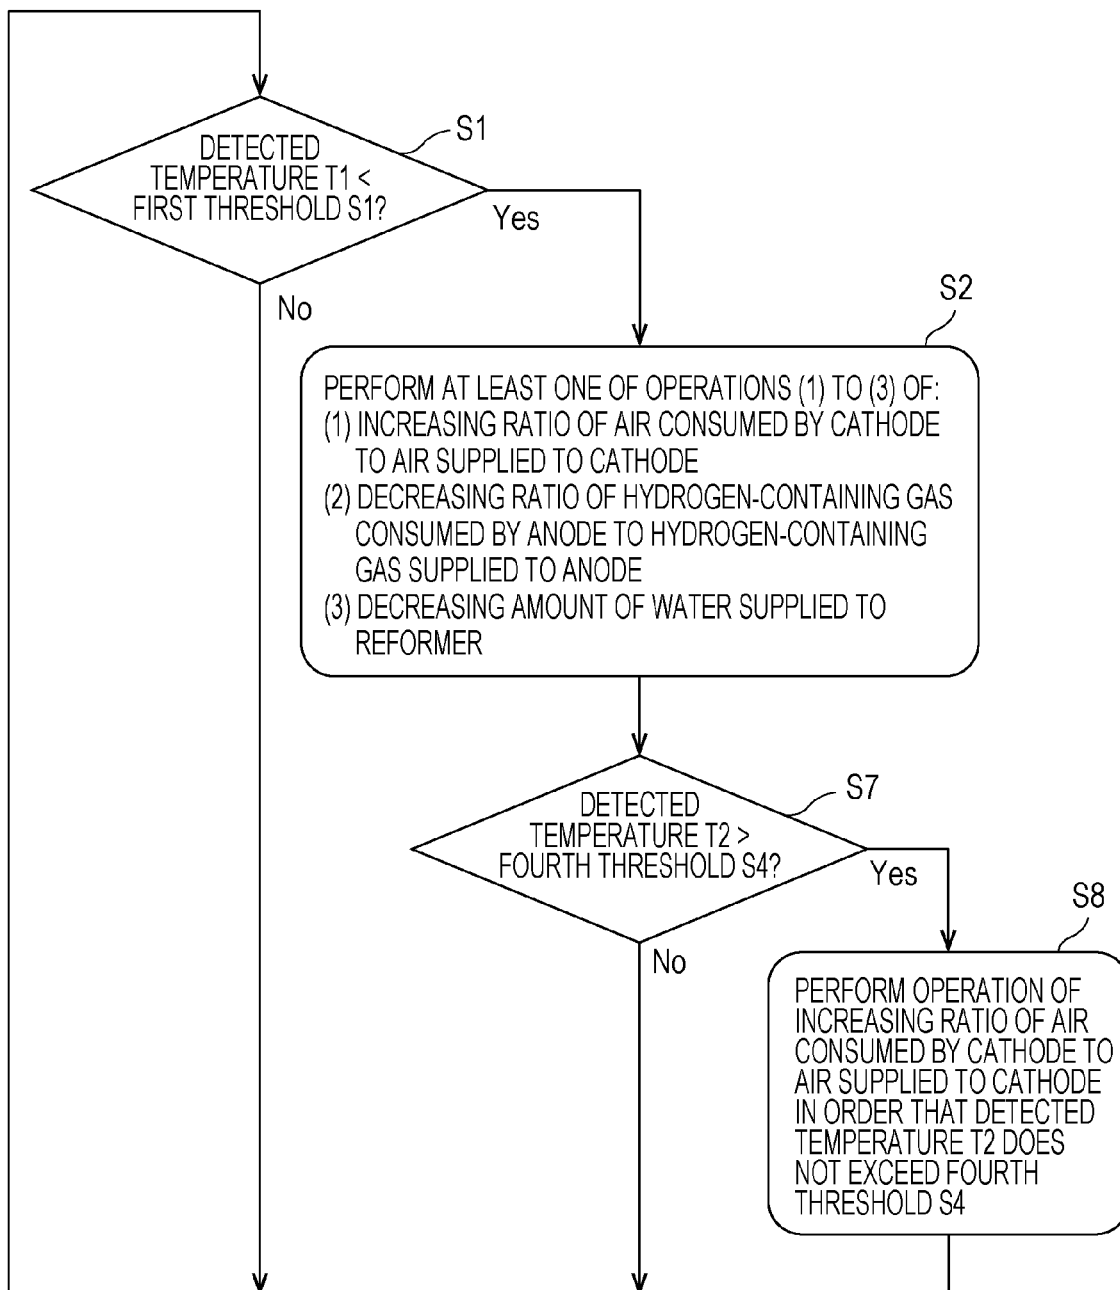 S1
DETECTED
TEMPERATURE T1 <
FIRST THRESHOLD S1?
Yes
No
S2
PERFORM AT LEAST ONE OF OPERATIONS (1) TO (3) OF:
(1) INCREASING RATIO OF AIR CONSUMED BY CATHODE
TO AIR SUPPLIED TO CATHODE
(2) DECREASING RATIO OF HYDROGEN-CONTAINING GAS
CONSUMED BY ANODE TO HYDROGEN-CONTAINING
GAS SUPPLIED TO ANODE
(3) DECREASING AMOUNT OF WATER SUPPLIED TO
REFORMER
S7
DETECTED
TEMPERATURE T2 >
FOURTH THRESHOLD S4?
Yes
No
S8
PERFORM OPERATION OF
INCREASING RATIO OF AIR
CONSUMED BY CATHODE TO
AIR SUPPLIED TO CATHODE
IN ORDER THAT DETECTED
TEMPERATURE T2 DOES
NOT EXCEED FOURTH
THRESHOLD S4